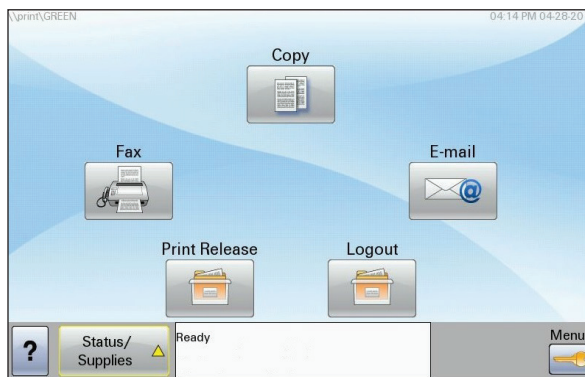 \\print\GREEN
04:14 PM 04-28-20
Copy
Fax
E-mail
Print Release
Logout
?
Status/
Supplies
Ready
Menu